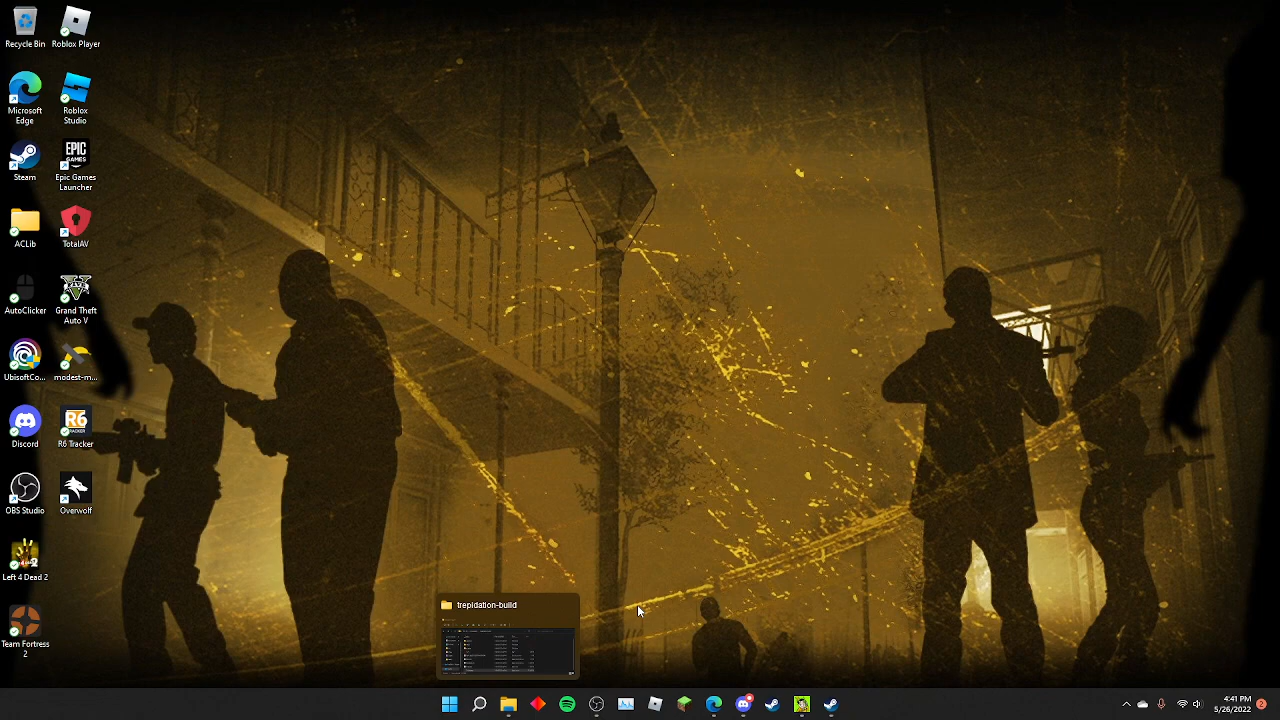 Recycle Bin
Roblox Player
Microsoft
Edge
Roblox
Studio
Steam
EPIC
GAMES
Epic Games
Launcher
ACLib
TotalAV
AutoClicker
Grand Theft
Auto V
UbisoftCo...
modest-m...
Discord
R6
TRACKER
R6 Tracker
OBS Studio
Overwolf
Left 4 Dead 2
Team Fortress
2
trepidation-build
4:41 PM
5/26/2022
2